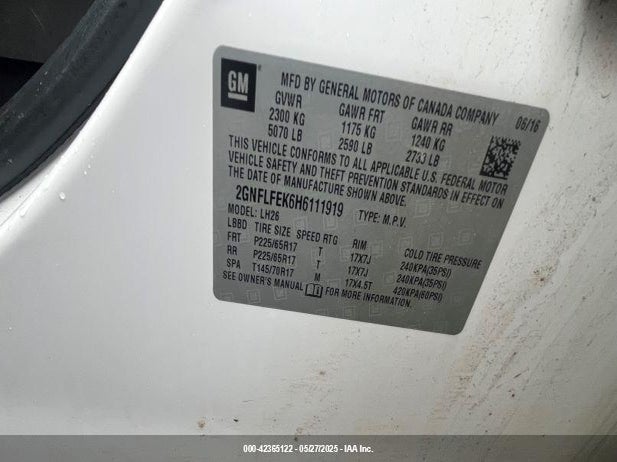 GM
MFD BY GENERAL MOTORS OF CANADA COMPANY
GVWR GAWR FRT GAWR RR 06/16
2300 KG 1175 KG 1240 KG
5070 LB 2590 LB 2733 LB
THIS VEHICLE CONFORMS TO ALL APPLICABLE U.S. FEDERAL MOTOR
VEHICLE SAFETY AND THEFT PREVENTION STANDARDS IN EFFECT ON
THE DATE OF MANUFACTURE SHOWN ABOVE.
2GNFLFEK6H6111919 TYPE: M.P.V.
MODEL: LH26
LBBD TIRE SIZE SPEED RTG RIM COLD TIRE PRESSURE
FRT P225/65R17 T 17X7J 240KPA(35PSI)
RR P225/65R17 T 17X7J 240KPA(35PSI)
SPA T145/70R17 M 17X4.5T 420KPA(60PSI)
SEE OWNER'S MANUAL FOR MORE INFORMATION.
000-42365122 - 05/27/2025 - IAA Inc.